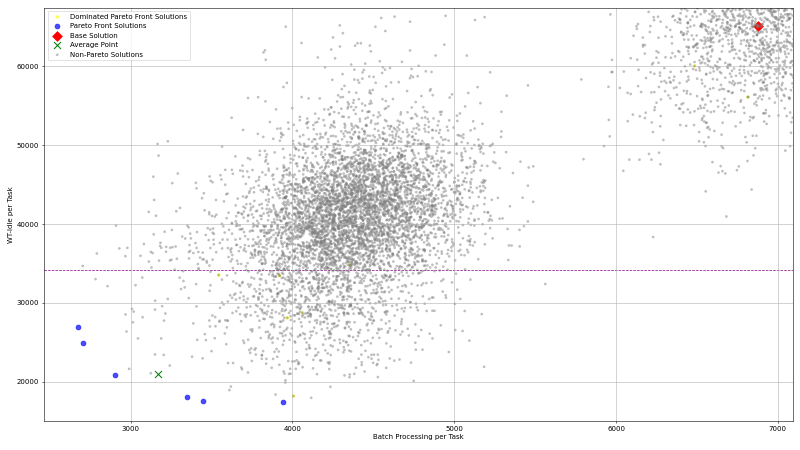 Dominated Pareto Front Solutions
Pareto Front Solutions
Base Solution
Average Point
Non-Pareto Solutions
60000
50000
40000
30000
20000
WT-Idle per Task
3000 4000 5000 6000 7000
Batch Processing per Task